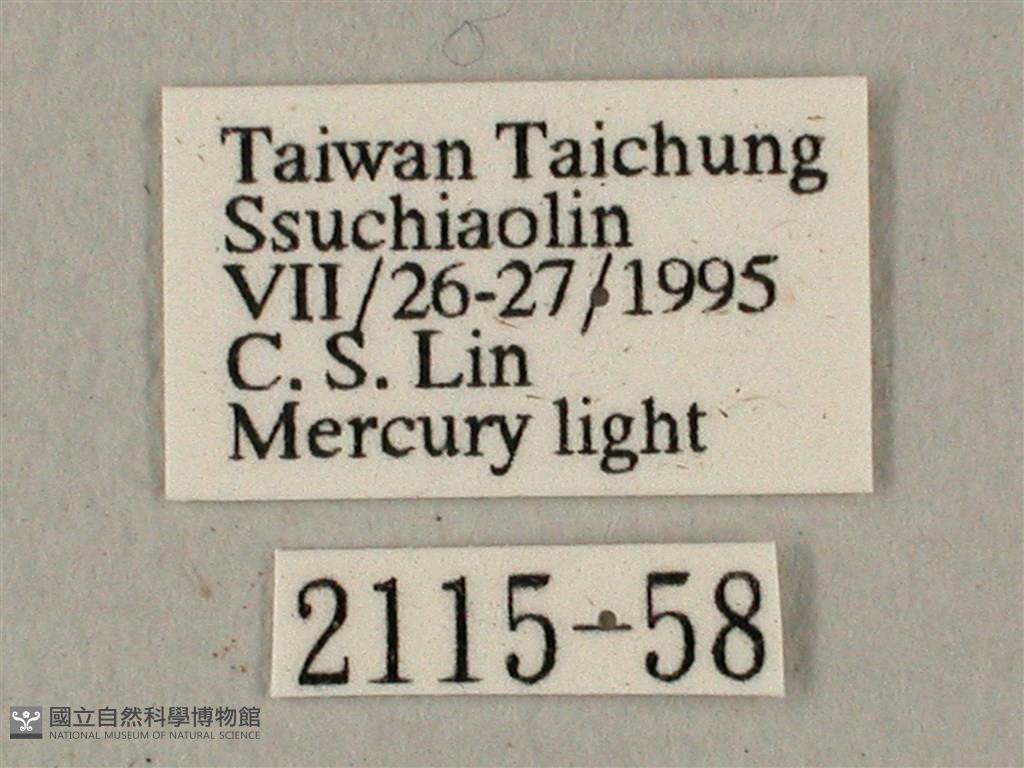 Taiwan Taichung
Ssuchiaolin
VII/26-27/1995
C. S. Lin
Mercury light
2115-58
國立自然科學博物館
NATIONAL MUSEUM OF NATURAL SCIENCE